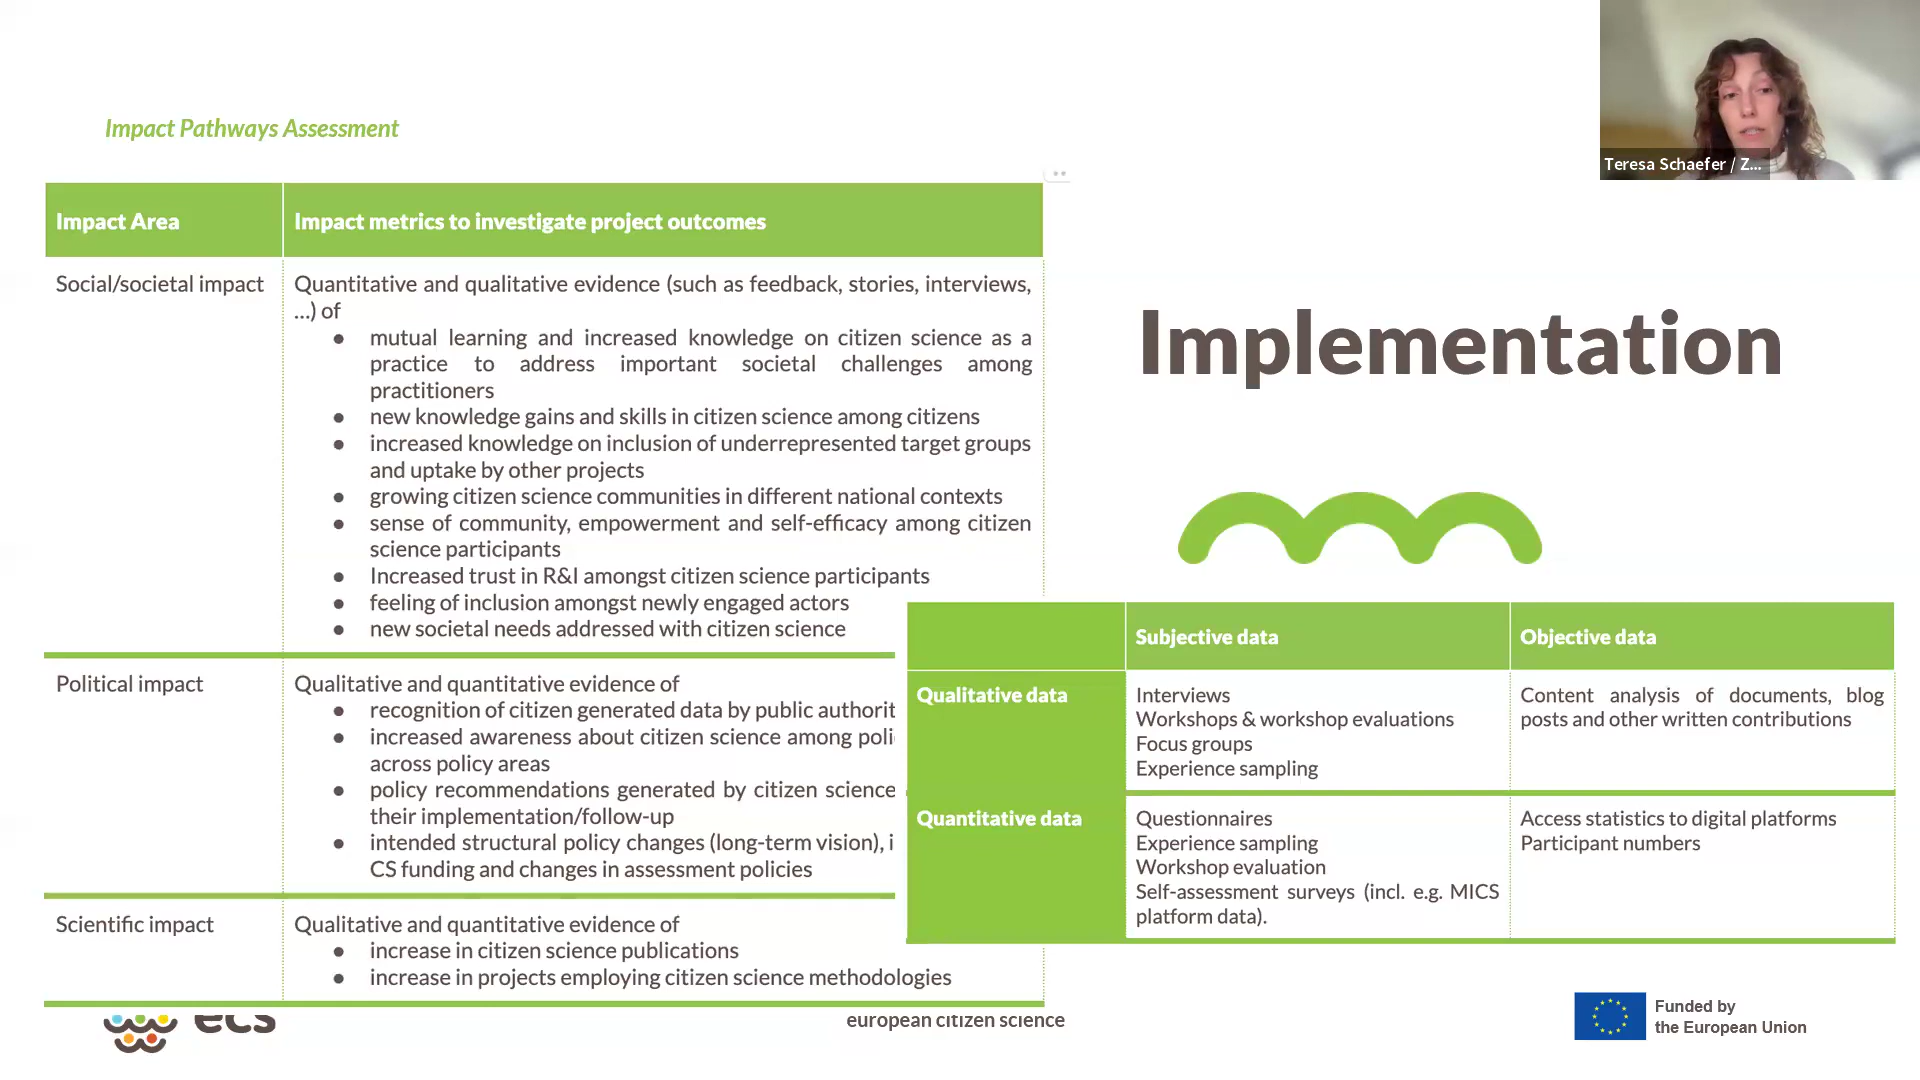 Impact Pathways Assessment
Teresa Schaefer / Z...
Impact Area
Impact metrics to investigate project outcomes
Social/societal impact
Quantitative and qualitative evidence (such as feedback, stories, interviews,
...) of
● mutual learning and increased knowledge on citizen science as a
practice to address important societal challenges among
practitioners
● new knowledge gains and skills in citizen science among citizens
● increased knowledge on inclusion of underrepresented target groups
and uptake by other projects
● growing citizen science communities in different national contexts
● sense of community, empowerment and self-efficacy among citizen
science participants
● Increased trust in R&I amongst citizen science participants
● feeling of inclusion amongst newly engaged actors
● new societal needs addressed with citizen science
Political impact
Qualitative and quantitative evidence of
● recognition of citizen generated data by public authorit
● increased awareness about citizen science among poli
across policy areas
● policy recommendations generated by citizen science
their implementation/follow-up
● intended structural policy changes (long-term vision), i
CS funding and changes in assessment policies
Scientific impact
Qualitative and quantitative evidence of
● increase in citizen science publications
● increase in projects employing citizen science methodologies
Implementation
Subjective data
Objective data
Qualitative data
Interviews
Workshops & workshop evaluations
Focus groups
Experience sampling
Content analysis of documents, blog
posts and other written contributions
Quantitative data
Questionnaires
Experience sampling
Workshop evaluation
Self-assessment surveys (incl. e.g. MICS
platform data).
Access statistics to digital platforms
Participant numbers
ecs
european citizen science
Funded by
the European Union